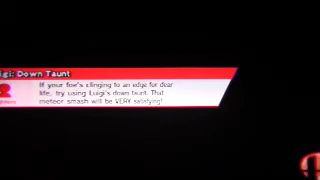 igi: Down Taunt
If your foe's clinging to an edge for dear
life, try using Luigi's down taunt. That
meteor smash will be VERY satisfying!